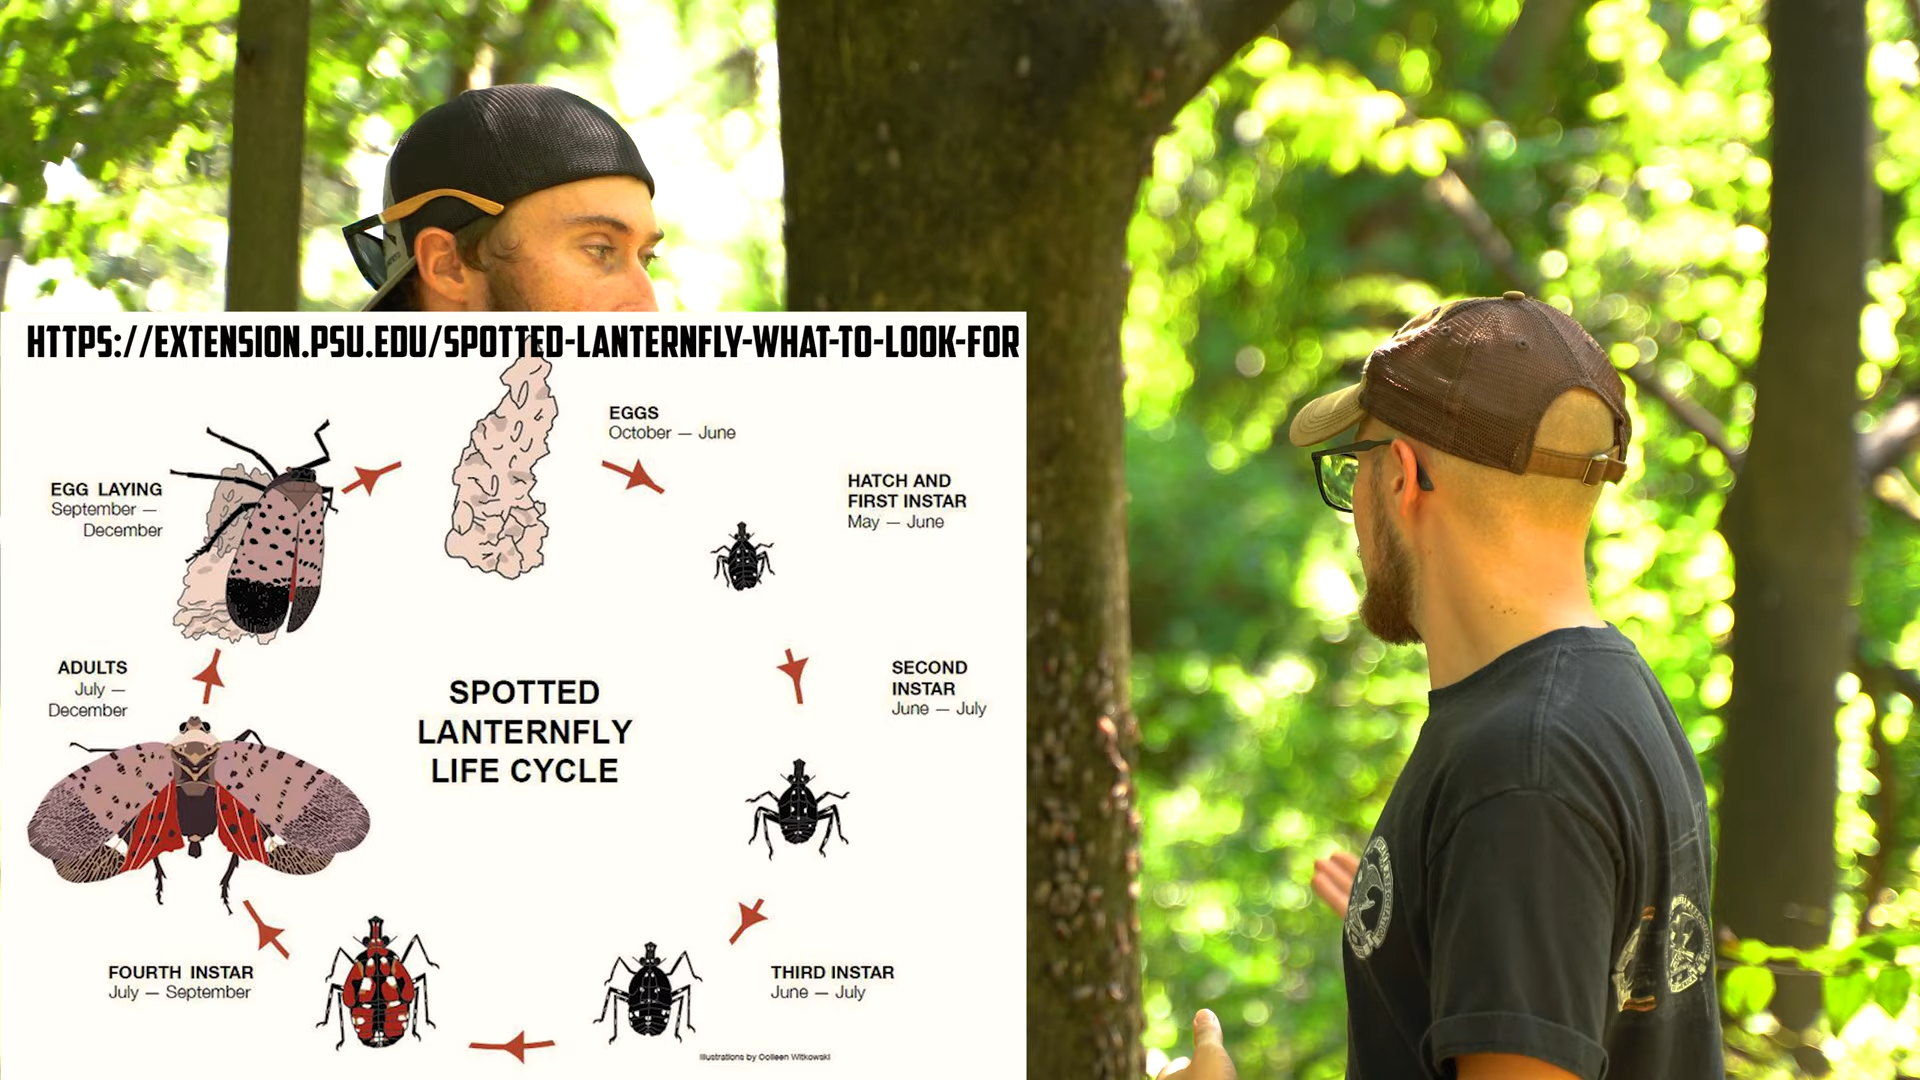 HTTPS://EXTENSION.PSU.EDU/SPOTTED-LANTERNFLY-WHAT-TO-LOOK-FOR
EGGS
October — June
HATCH AND
FIRST INSTAR
May — June
SECOND
INSTAR
June — July
THIRD INSTAR
June — July
FOURTH INSTAR
July — September
ADULTS
July —
December
EGG LAYING
September —
December
SPOTTED
LANTERNFLY
LIFE CYCLE
Illustrations by Colleen Witkowski